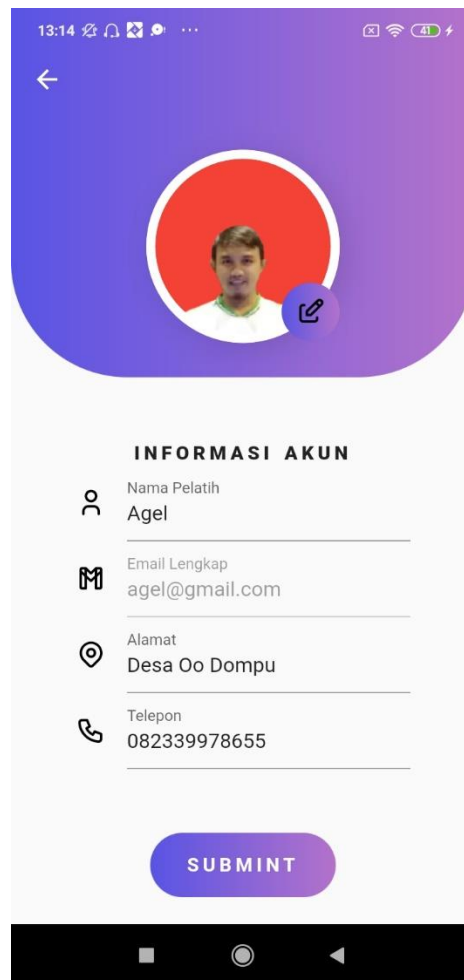 13:14
41
INFORMASI AKUN
Nama Pelatih
Agel
Email Lengkap
agel@gmail.com
Alamat
Desa Oo Dompu
Telepon
082339978655
SUBMINT